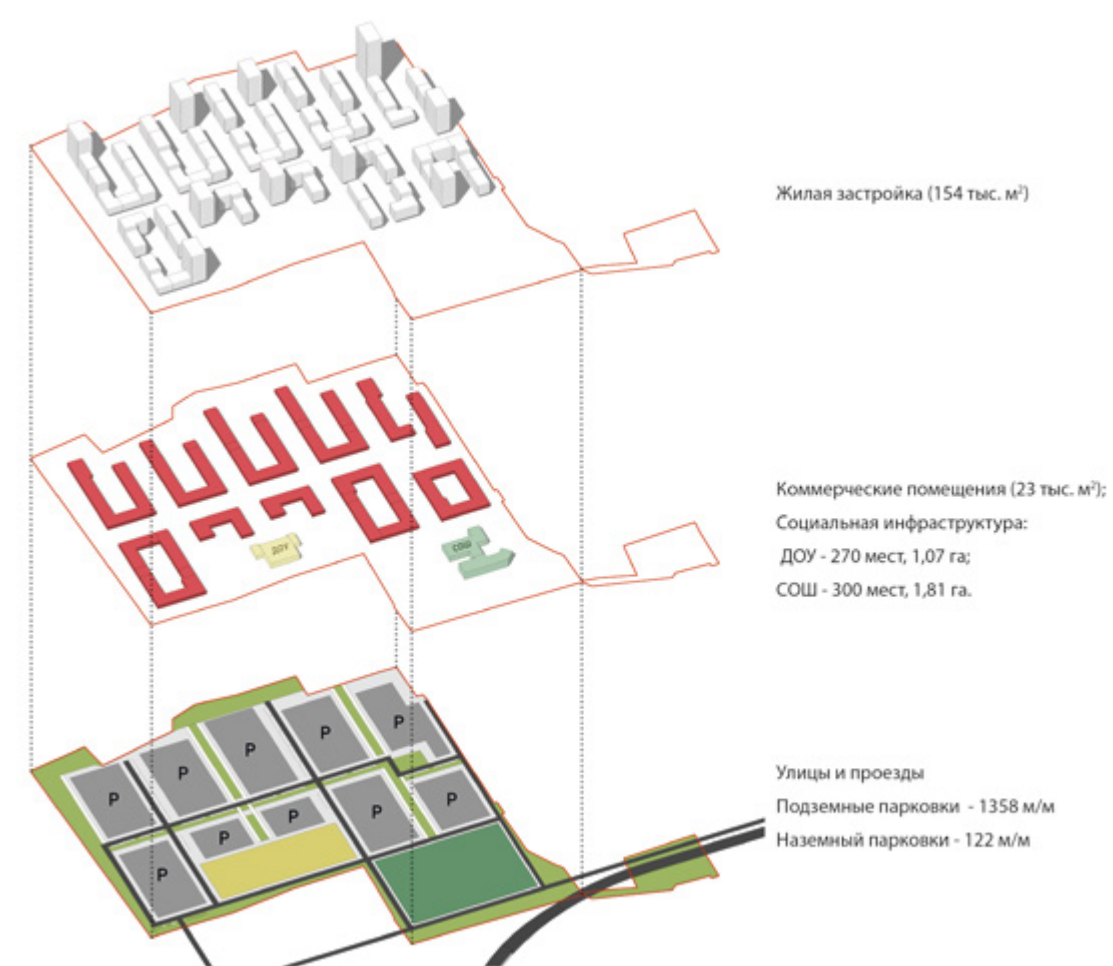 Жилая застройка (154 тыс. м²)
Коммерческие помещения (23 тыс. м²);
Социальная инфраструктура:
ДОУ - 270 мест, 1,07 га;
СОШ - 300 мест, 1,81 га.
ДОУ
СОШ
Улицы и проезды
Подземные парковки - 1358 м/м
Наземный парковки - 122 м/м
P
P
P
P
P
P
P
P
P
P